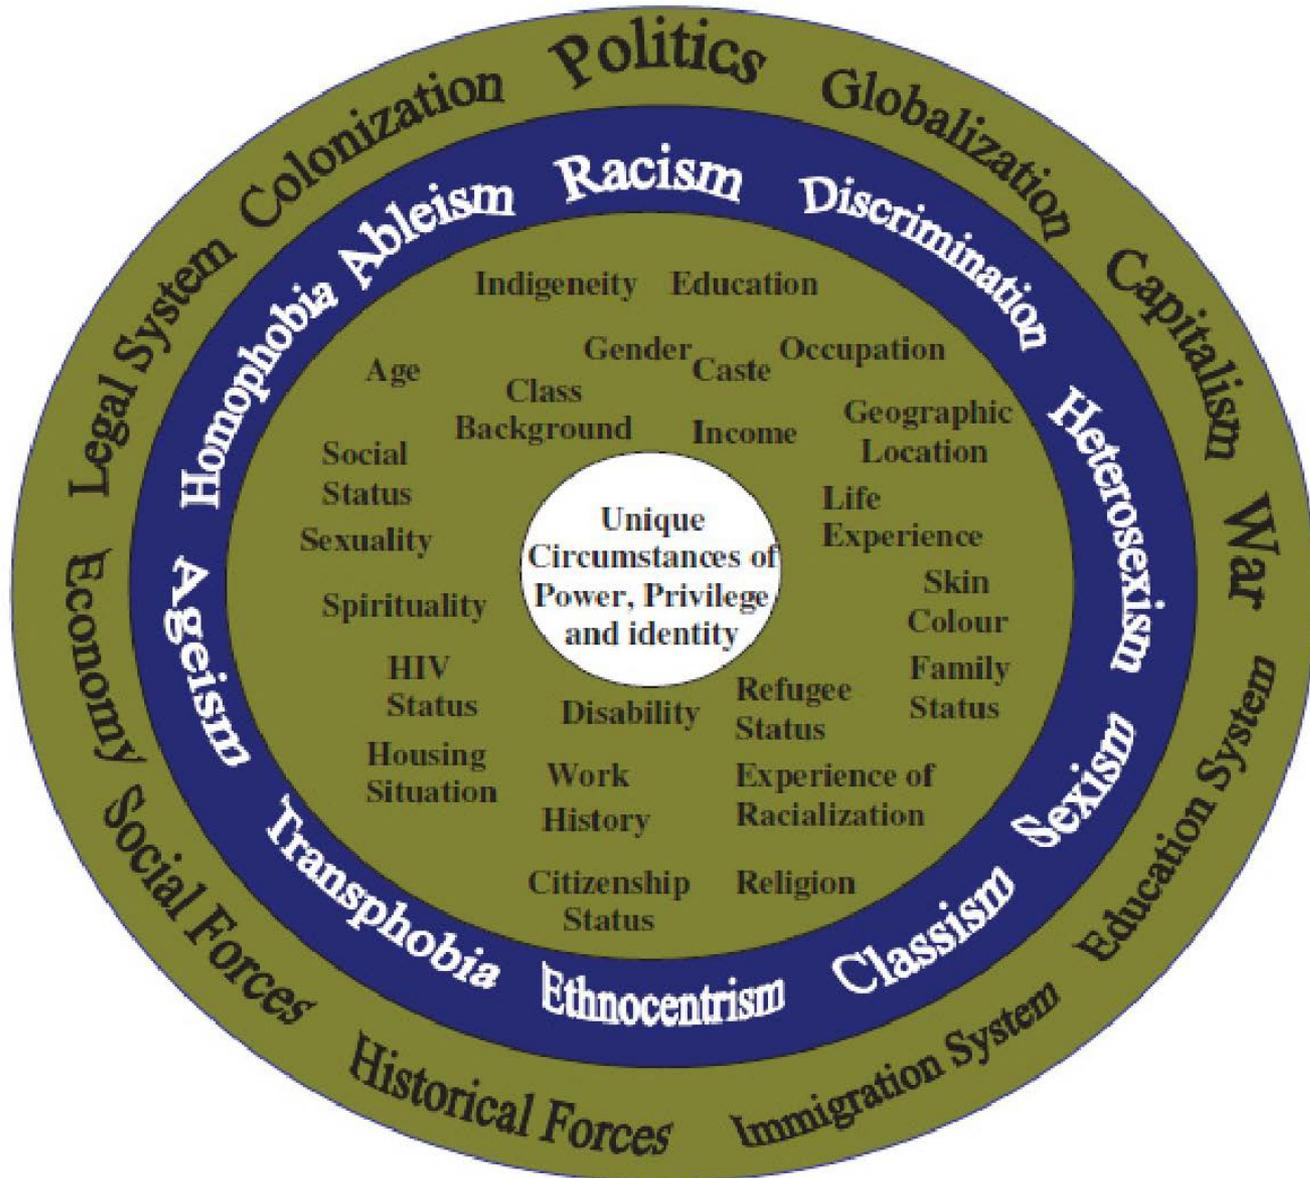 Politics
Globalization
Capitalism
War
Education System
Immigration System
Historical Forces
Social Forces
Economy
Legal System
Colonization
Racism
Discrimination
Heterosexism
Sexism
Classism
Ethnocentrism
Transphobia
Ageism
Homophobia
Ableism
Indigeneity
Education
Gender
Caste
Occupation
Age
Class
Background
Income
Geographic
Location
Social
Status
Life
Experience
Sexuality
Skin
Colour
Spirituality
HIV
Status
Family
Status
Disability
Refugee
Status
Housing
Situation
Work
History
Experience of
Racialization
Citizenship
Status
Religion
Unique
Circumstances of
Power, Privilege
and identity